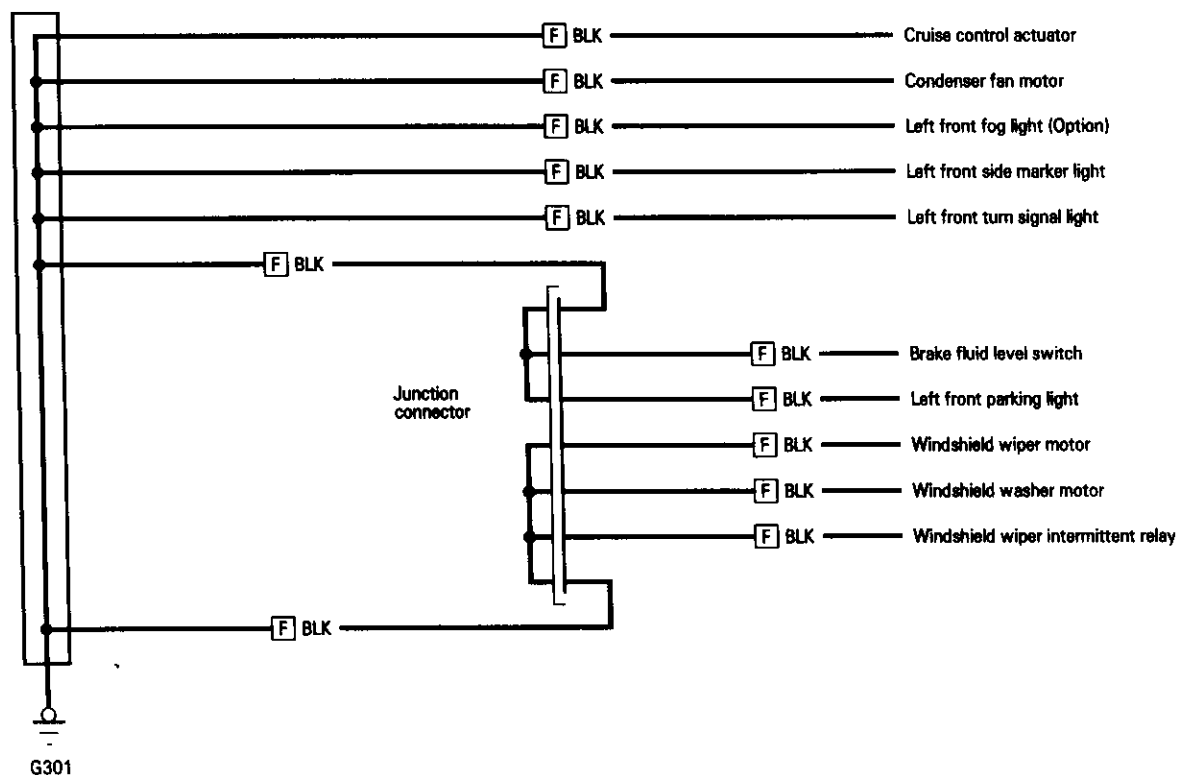 F BLK Cruise control actuator
F BLK Condenser fan motor
F BLK Left front fog light (Option)
F BLK Left front side marker light
F BLK Left front turn signal light
F BLK
F BLK Brake fluid level switch
Junction
connector
F BLK Left front parking light
F BLK Windshield wiper motor
F BLK Windshield washer motor
F BLK Windshield wiper intermittent relay
F BLK
G301